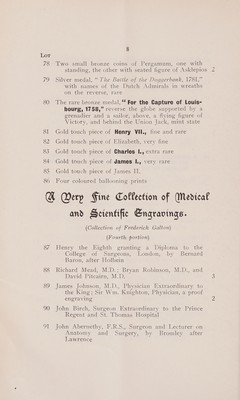 8
Lot
78 Two small bronze coins of Pergamum, one with
standing, the other with seated figure of Asklepios 2
79 Silver medal, "The Battle of the Doggerbank, 1781,"
with names of the Dutch Admirals in wreaths
on the reverse, rare
80 The rare bronze medal, "For the Capture of Louis-
bourg, 1758," reverse the globe supported by a
grenadier and a sailor, above, a flying figure of
Victory, and behind the Union Jack, mint state
81 Gold touch piece of Henry VII., fine and rare
82 Gold touch piece of Elizabeth, very fine
83 Gold touch piece of Charles I., extra rare
84 Gold touch piece of James I., very rare
85 Gold touch piece of James II.
86 Four coloured ballooning prints
A Very Fine Collection of Medical
and Scientific Engravings.
(Collection of Frederick Galton)
(Fourth portion)
87 Henry the Eighth granting a Diploma to the
College of Surgeons, London, by Bernard
Baron, after Holbein
88 Richard Mead, M.D.; Bryan Robinson, M.D., and
David Pitcairn, M.D. 3
89 James Johnson, M.D., Physician Extraordinary to
the King; Sir Wm. Knighton, Physician, a proof
engraving 2
90 John Birch, Surgeon Extraordinary to the Prince
Regent and St. Thomas Hospital
91 John Abernethy, F.R.S., Surgeon and Lecturer on
Anatomy and Surgery, by Bromley after
Lawrence